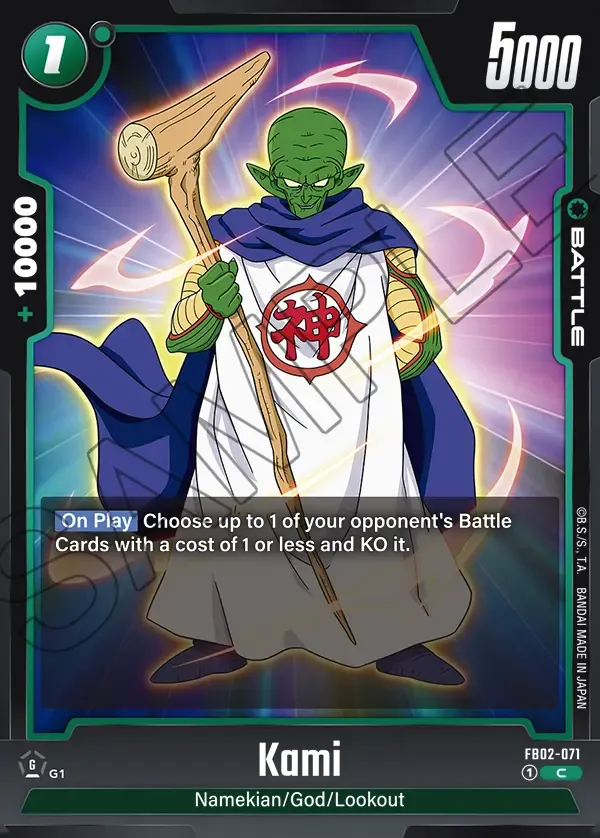 1
5000
+ 10000
BATTLE
神
SAMPLE
On Play Choose up to 1 of your opponent's Battle
Cards with a cost of 1 or less and KO it.
©B.S./S., T.A. BANDAI MADE IN JAPAN
Kami
FB02-071
G G1
1 C
Namekian/God/Lookout